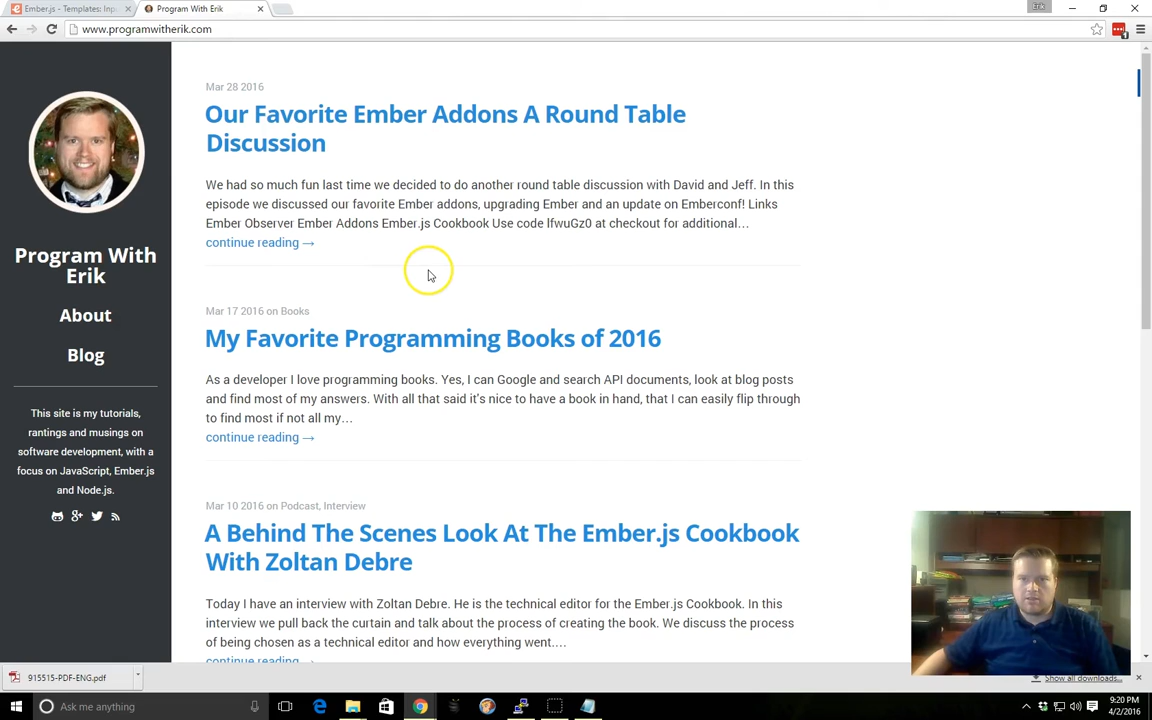 Ember.js - Templates: Inp
Program With Erik
Erik
www.programwitherik.com
Program With
Erik
About
Blog
This site is my tutorials,
rantings and musings on
software development, with a
focus on JavaScript, Ember.js
and Node.js.
Mar 28 2016
Our Favorite Ember Addons A Round Table
Discussion
We had so much fun last time we decided to do another round table discussion with David and Jeff. In this
episode we discussed our favorite Ember addons, upgrading Ember and an update on Emberconf! Links
Ember Observer Ember Addons Ember.js Cookbook Use code lfwuGz0 at checkout for additional…
continue reading →
Mar 17 2016 on Books
My Favorite Programming Books of 2016
As a developer I love programming books. Yes, I can Google and search API documents, look at blog posts
and find most of my answers. With all that said it's nice to have a book in hand, that I can easily flip through
to find most if not all my…
continue reading →
Mar 10 2016 on Podcast, Interview
A Behind The Scenes Look At The Ember.js Cookbook
With Zoltan Debre
Today I have an interview with Zoltan Debre. He is the technical editor for the Ember.js Cookbook. In this
interview we pull back the curtain and talk about the process of creating the book. We discuss the process
of being chosen as a technical editor and how everything went.…
continue reading →
915515-PDF-ENG.pdf
Show all downloads...
Ask me anything
9:20 PM
4/2/2016